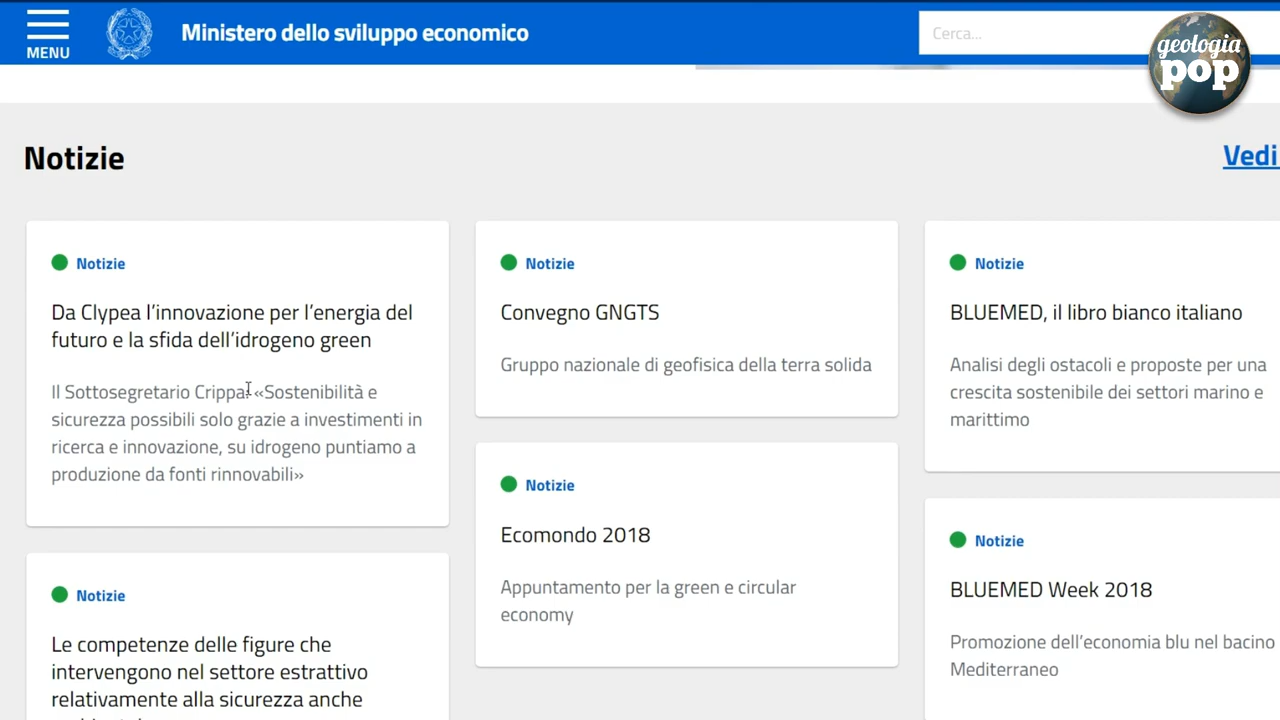 MENU
Ministero dello sviluppo economico
Cerca...
geologia
pop
Notizie
Vedi
Notizie
Da Clypea l’innovazione per l’energia del
futuro e la sfida dell’idrogeno green
Il Sottosegretario Crippa: «Sostenibilità e
sicurezza possibili solo grazie a investimenti in
ricerca e innovazione, su idrogeno puntiamo a
produzione da fonti rinnovabili»
Notizie
Le competenze delle figure che
intervengono nel settore estrattivo
relativamente alla sicurezza anche
Notizie
Convegno GNGTS
Gruppo nazionale di geofisica della terra solida
Notizie
Ecomondo 2018
Appuntamento per la green e circular
economy
Notizie
BLUEMED, il libro bianco italiano
Analisi degli ostacoli e proposte per una
crescita sostenibile dei settori marino e
marittimo
Notizie
BLUEMED Week 2018
Promozione dell’economia blu nel bacino
Mediterraneo